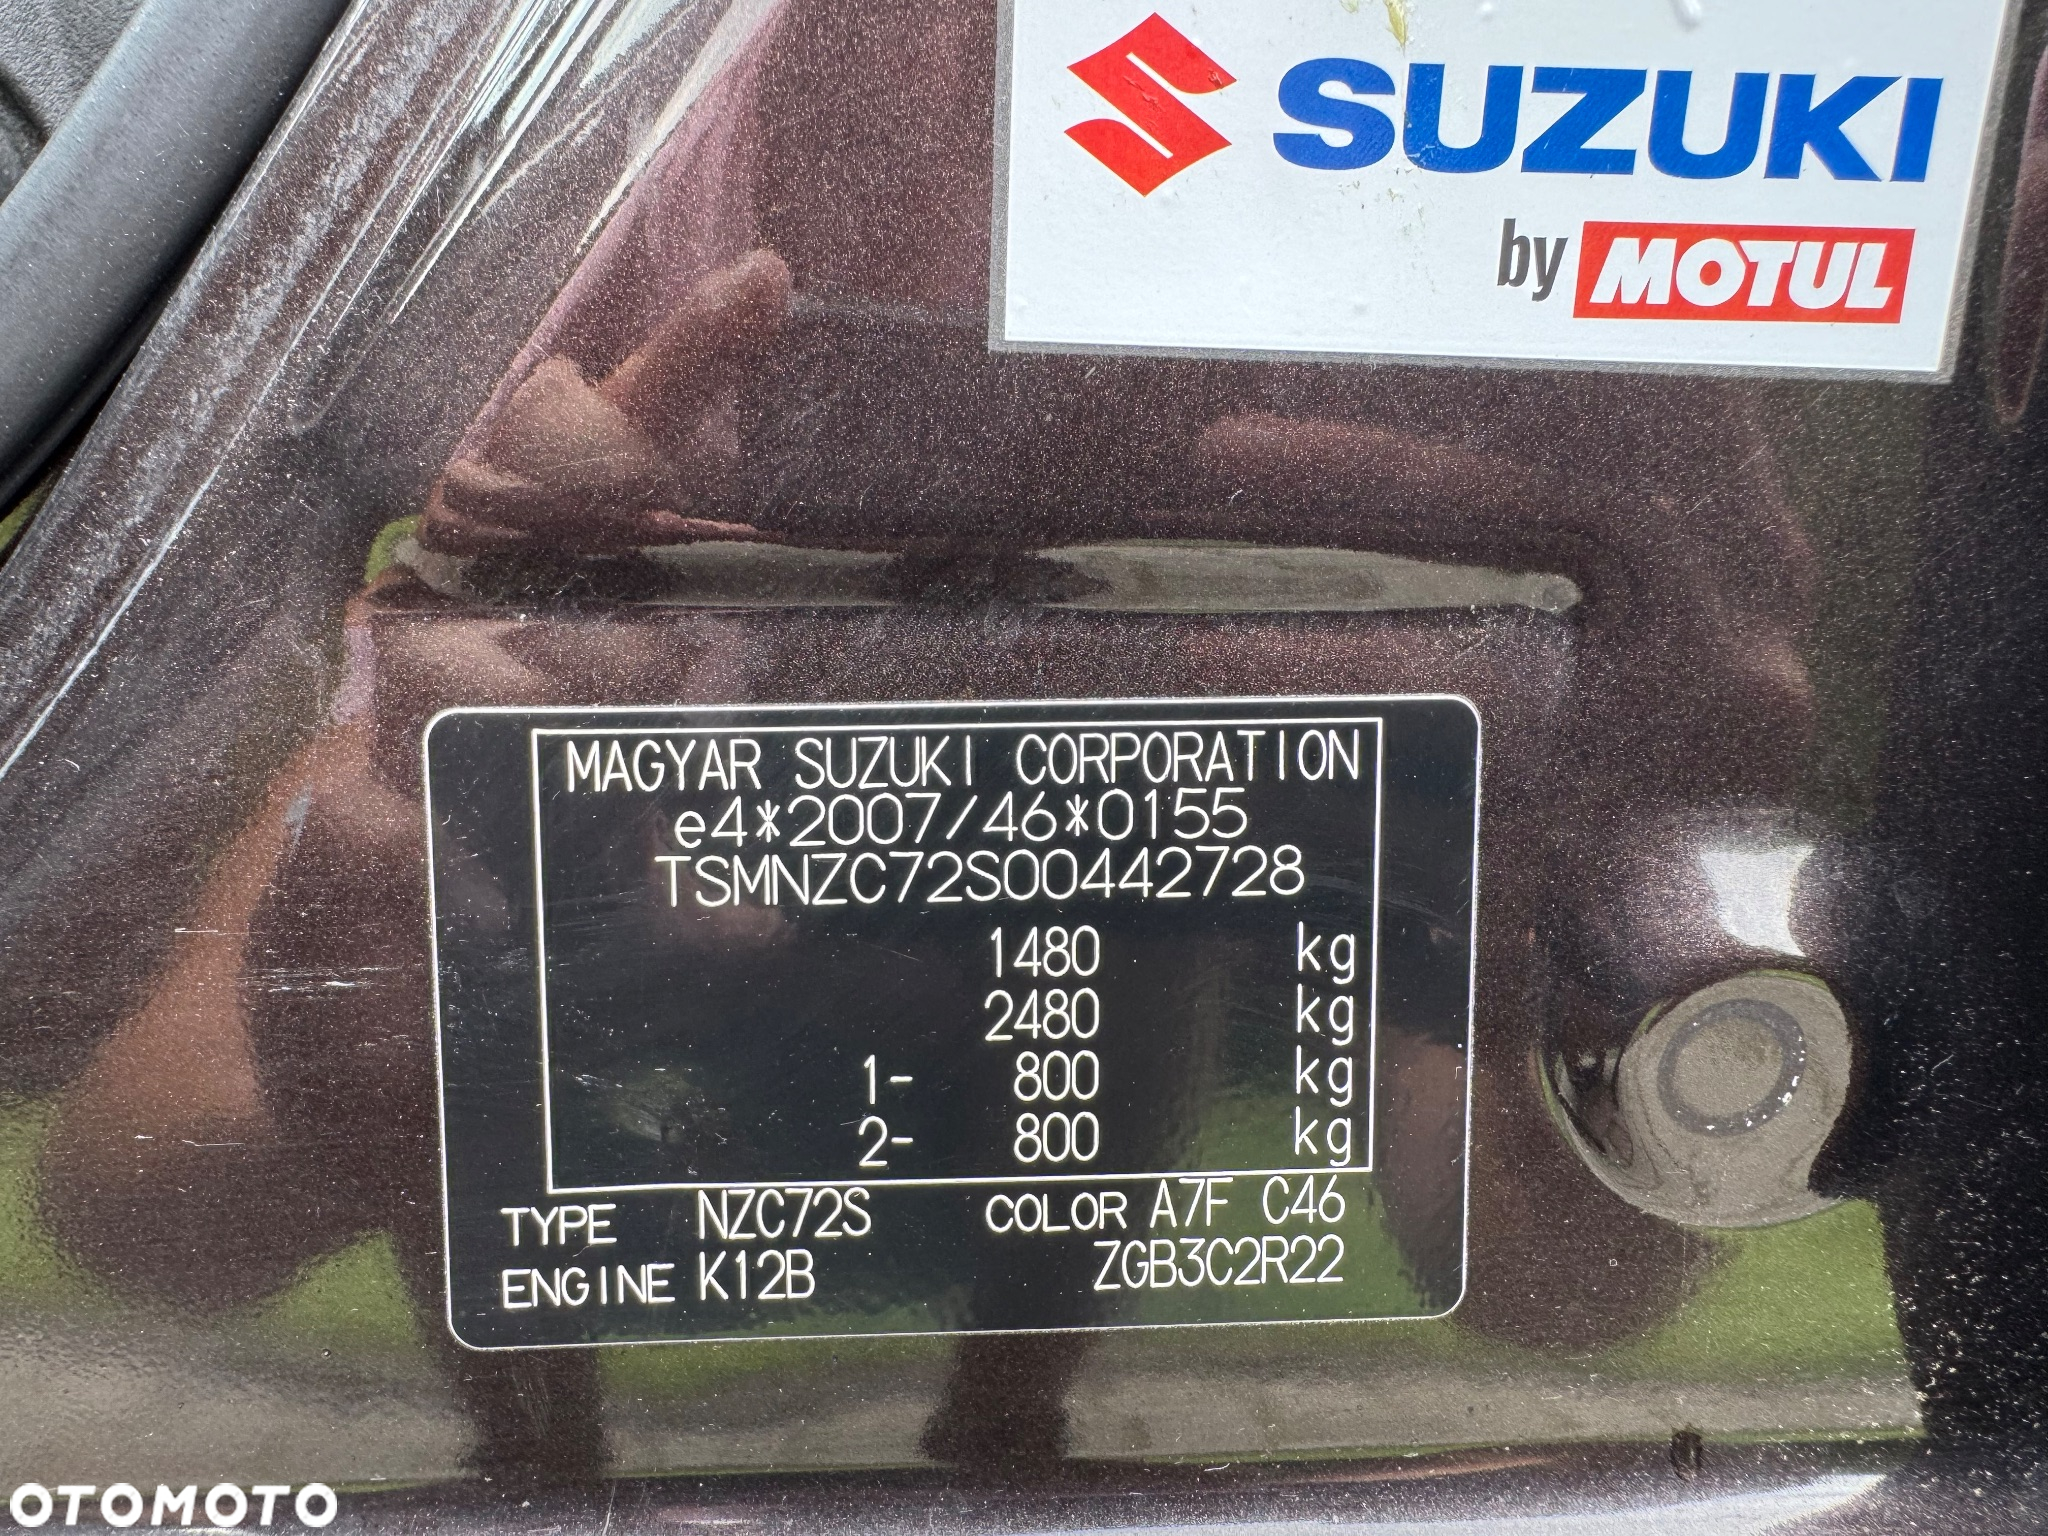 SUZUKI
by MOTUL
MAGYAR SUZUKI CORPORATION
e4*2007/46*0155
TSMNZC72S00442728
1480 kg
2480 kg
1- 800 kg
2- 800 kg
TYPE NZC72S COLOR A7F C46
ENGINE K12B ZGB3C2R22
OTOMOTO